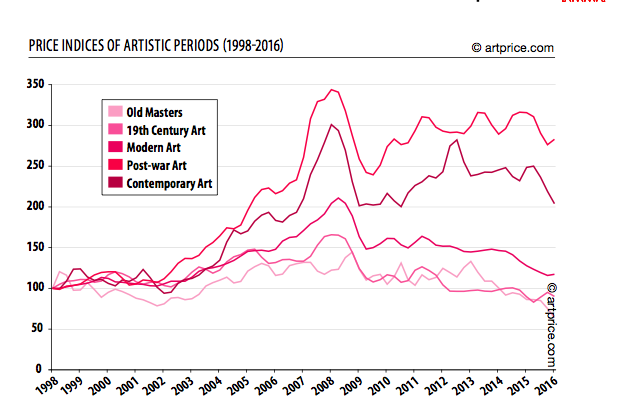 PRICE INDICES OF ARTISTIC PERIODS (1998-2016)
© artprice.com
350
300
250
200
150
100
50
0
Old Masters
19th Century Art
Modern Art
Post-war Art
Contemporary Art
© artprice.com
1998 1999 2000 2001 2002 2003 2004 2005 2006 2007 2008 2009 2010 2011 2012 2013 2014 2015 2016